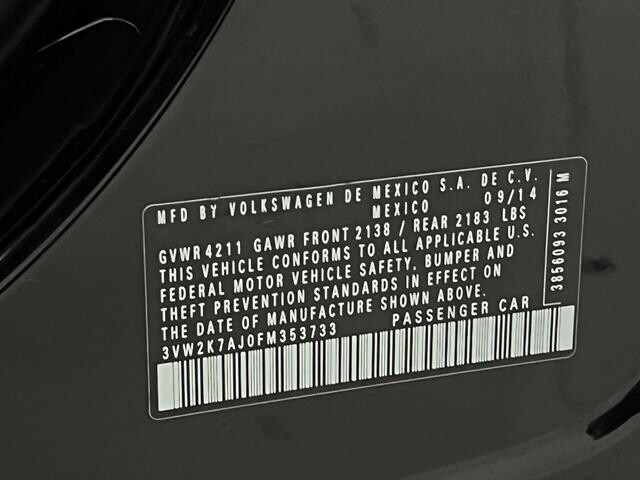 MFD BY VOLKSWAGEN DE MEXICO S.A. DE C.V.
MEXICO 09/14
GVWR 4211 GAWR FRONT 2138 / REAR 2183 LBS
THIS VEHICLE CONFORMS TO ALL APPLICABLE U.S.
FEDERAL MOTOR VEHICLE SAFETY, BUMPER AND
THEFT PREVENTION STANDARDS IN EFFECT ON
THE DATE OF MANUFACTURE SHOWN ABOVE.
3VW2K7AJ0FM353733 PASSENGER CAR
3856093 3016 M